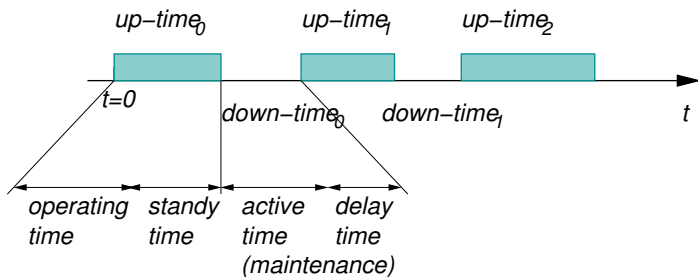 up-time0 up-time1 up-time2
t=0
down-time0 down-time1 t
operating standy active delay
time time time time
(maintenance)